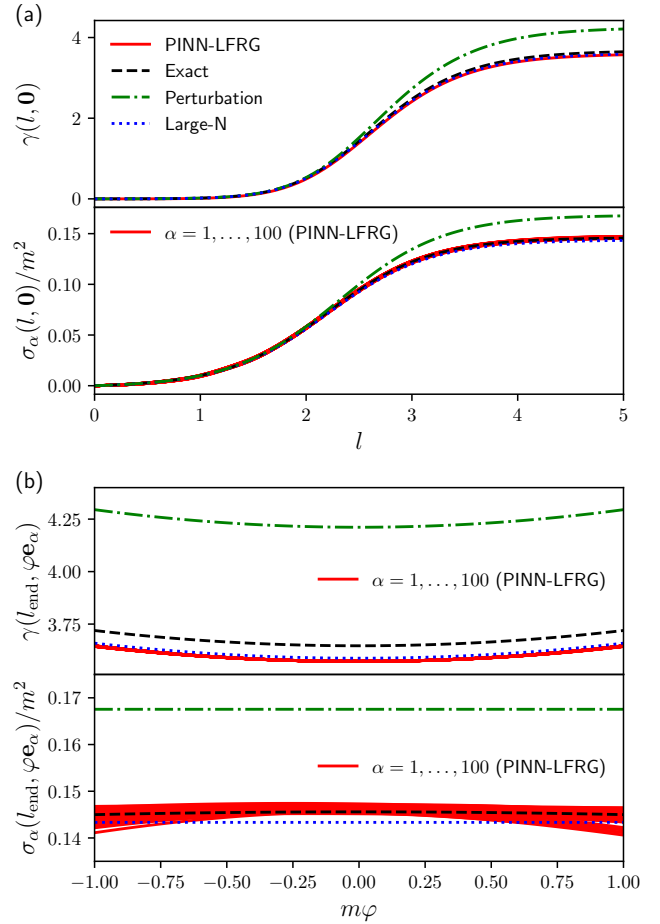 (a)
γ(l, 0)
4
2
0
PINN-LFRG
Exact
Perturbation
Large-N
σα(l, 0)/m²
0.15
0.10
0.05
0.00
α = 1, . . . , 100 (PINN-LFRG)
0 1 2 3 4 5
l
(b)
γ(lend, φeα)
4.25
4.00
3.75
α = 1, . . . , 100 (PINN-LFRG)
σα(lend, φeα)/m²
0.17
0.16
0.15
0.14
α = 1, . . . , 100 (PINN-LFRG)
−1.00 −0.75 −0.50 −0.25 0.00 0.25 0.50 0.75 1.00
mφ